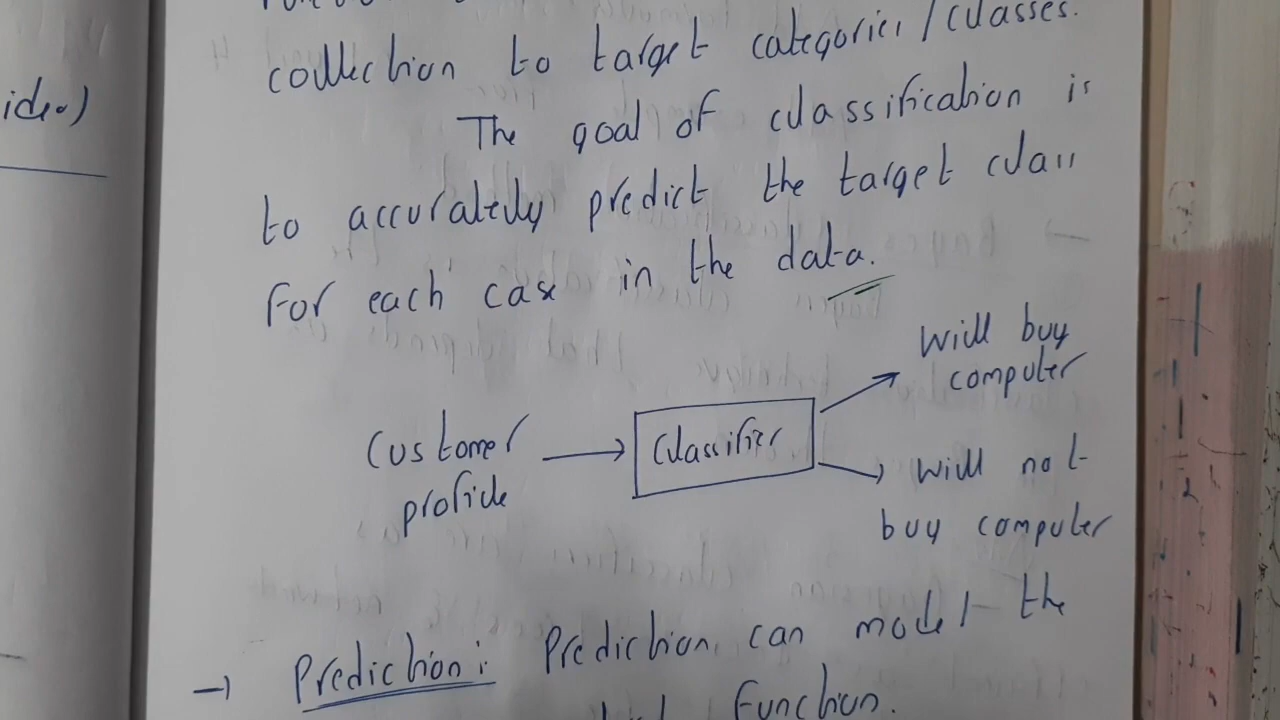 ideo)
collection to target categories/classes.
The goal of classification is
to accurately predict the target class
for each case in the data.
Customer profile
Classifier
Will buy computer
Will not buy computer
→ Prediction: Prediction can model the
function.